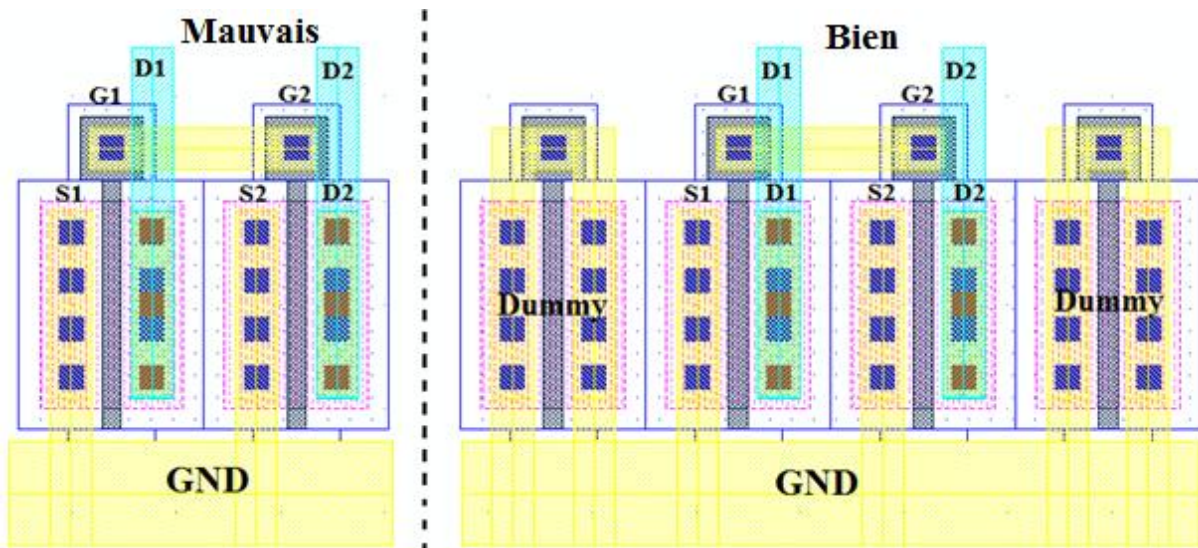 Mauvais
D1
D2
G1
G2
S1
S2
D2
GND
Bien
D1
D2
G1
G2
S1
D1
S2
D2
Dummy
Dummy
GND